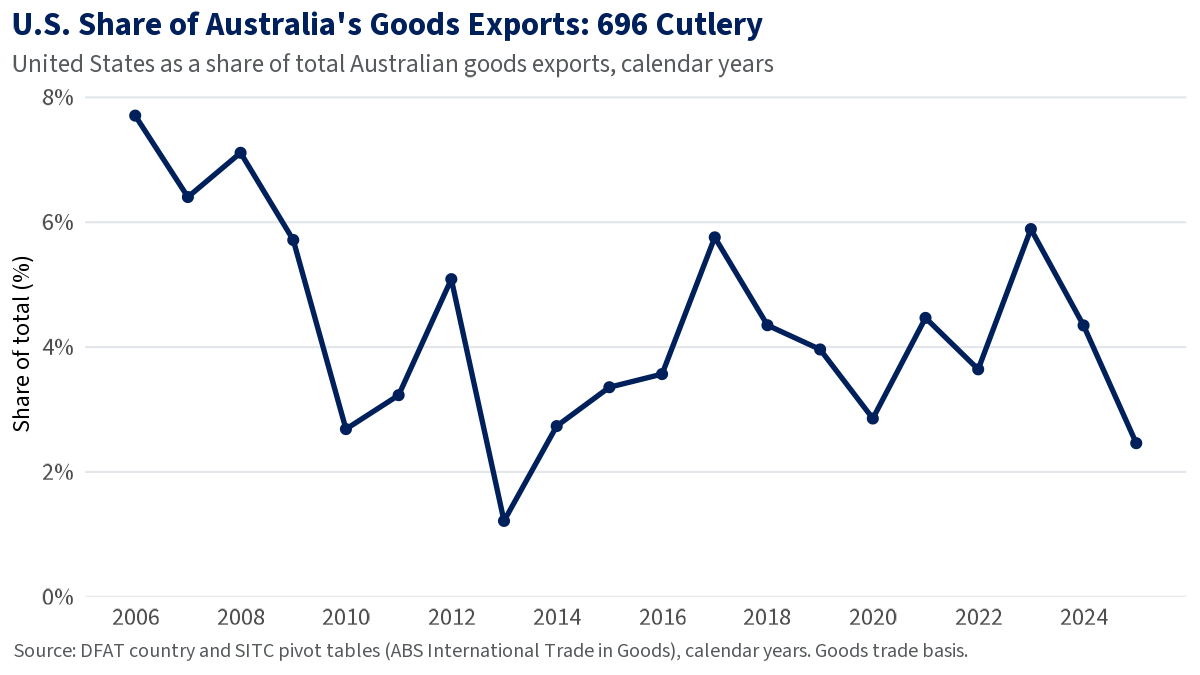 U.S. Share of Australia's Goods Exports: 696 Cutlery
United States as a share of total Australian goods exports, calendar years
8%
6%
4%
2%
0%
Share of total (%)
2006 2008 2010 2012 2014 2016 2018 2020 2022 2024
Source: DFAT country and SITC pivot tables (ABS International Trade in Goods), calendar years. Goods trade basis.